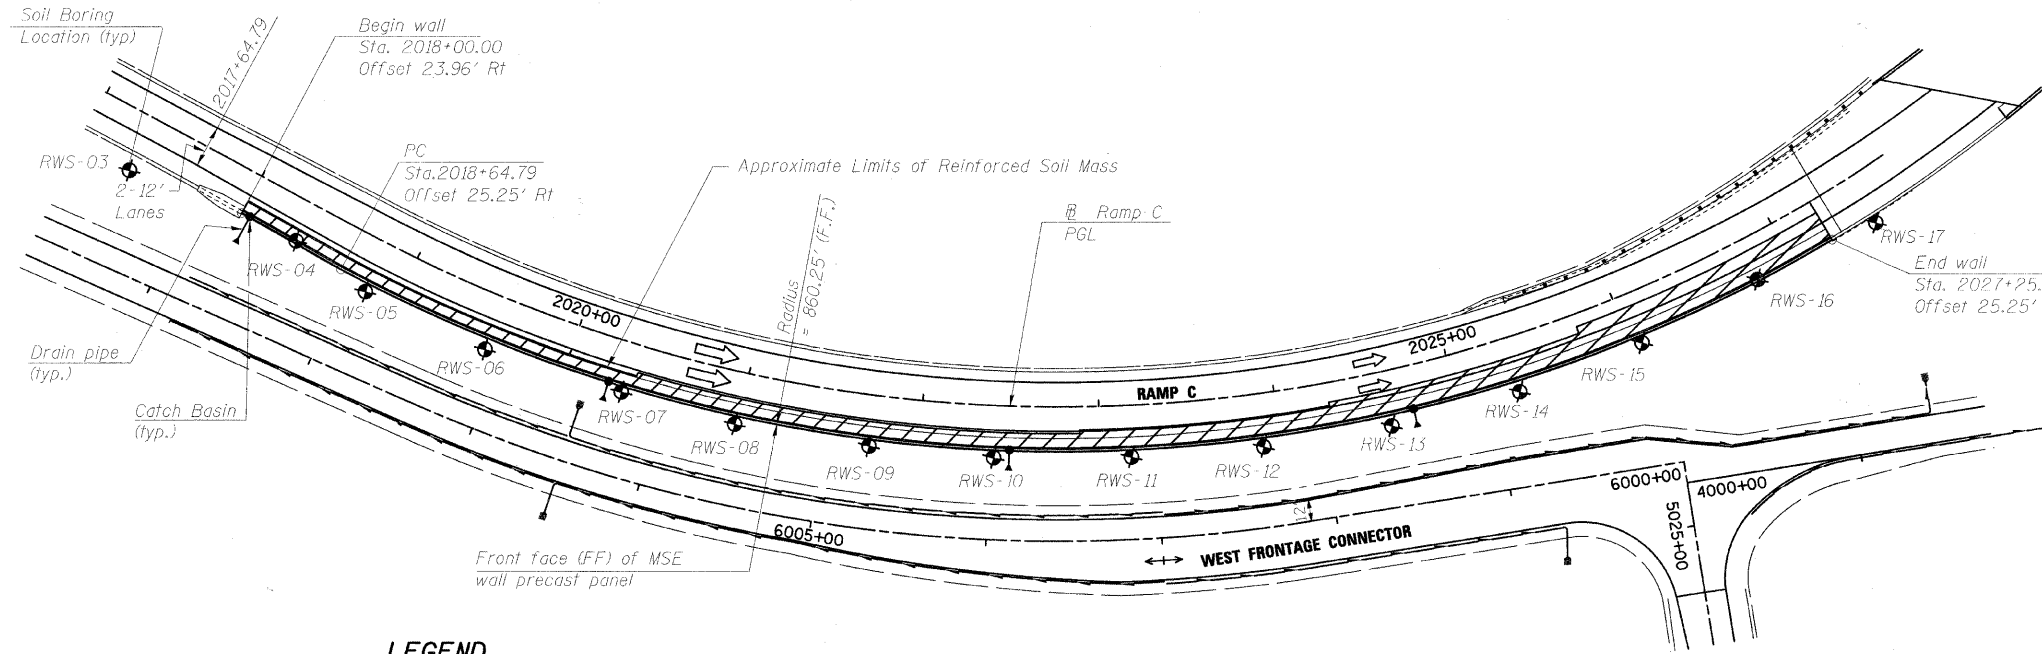 Soil Boring
Location (typ)
2017+64.79
Begin wall
Sta. 2018+00.00
Offset 23.96' Rt
RWS-03
2-12'
Lanes
PC
Sta.2018+64.79
Offset 25.25' Rt
Approximate Limits of Reinforced Soil Mass
Radius
= 860.25' (F.F.)
Ramp C
PGL
RWS-04
RWS-05
RWS-06
RWS-07
RWS-08
RWS-09
RWS-10
RWS-11
RWS-12
RWS-13
RWS-14
RWS-15
RWS-16
RWS-17
End wall
Sta. 2027+25.
Offset 25.25'
2020+00
2025+00
RAMP C
Drain pipe
(typ.)
Catch Basin
(typ.)
Front face (FF) of MSE
wall precast panel
6005+00
12'
WEST FRONTAGE CONNECTOR
6000+00
4000+00
5025+00
LEGEND